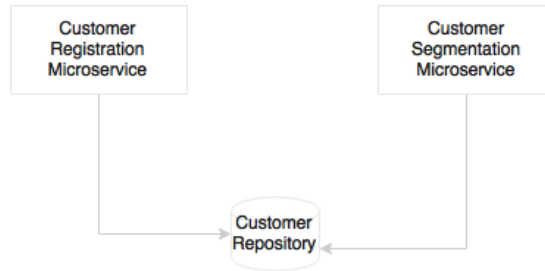 Customer
Registration
Microservice
Customer
Segmentation
Microservice
Customer
Repository